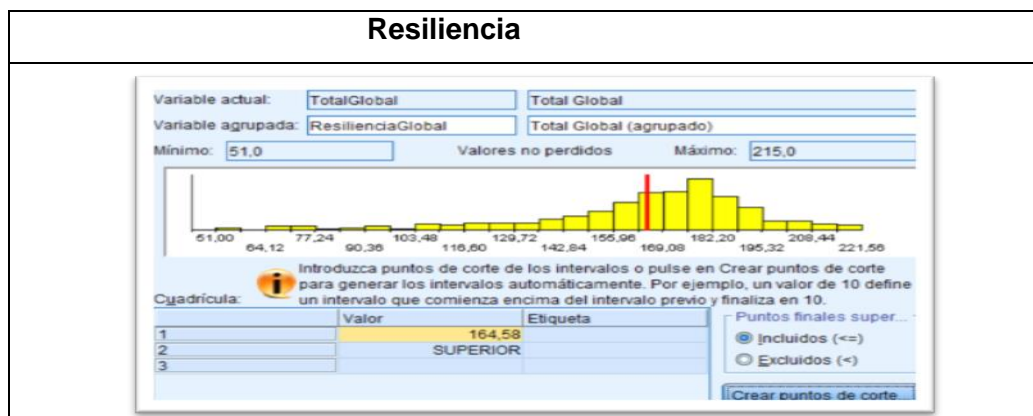 Resiliencia
Variable actual: TotalGlobal Total Global
Variable agrupada: ResilienciaGlobal Total Global (agrupado)
Mínimo: 51,0 Valores no perdidos Máximo: 215,0
51,00 77,24 103,48 129,72 155,96 182,20 208,44
64,12 90,36 116,60 142,84 169,08 195,32 221,56
Introduzca puntos de corte de los intervalos o pulse en Crear puntos de corte
para generar los intervalos automáticamente. Por ejemplo, un valor de 10 define
Cuadrícula: un intervalo que comienza encima del intervalo previo y finaliza en 10.
Valor Etiqueta Puntos finales super...
1 164,58 Incluidos (<=)
2 SUPERIOR Excluidos (<)
3
Crear puntos de corte...